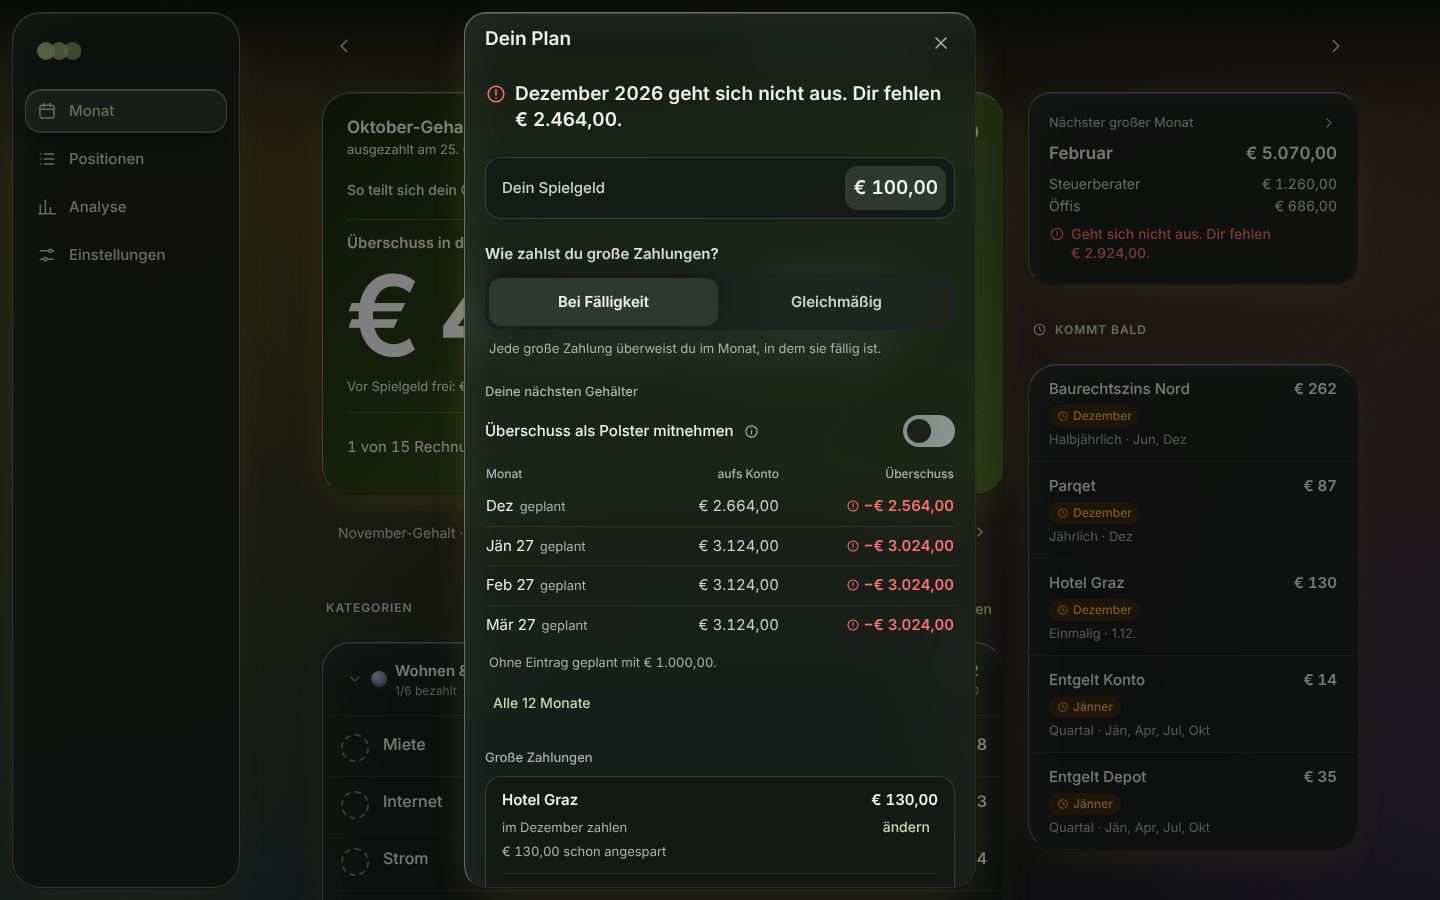 Monat
Positionen
Analyse
Einstellungen
Oktober-Geha
ausgezahlt am 25.
So teilt sich dein
Überschuss in d
€ 4
Vor Spielgeld frei: €
1 von 15 Rechnu
November-Gehalt ·
KATEGORIEN
en
Wohnen &
1/6 bezahlt
Miete
8
Internet
3
Strom
4
Dein Plan
Dezember 2026 geht sich nicht aus. Dir fehlen
€ 2.464,00.
Dein Spielgeld € 100,00
Wie zahlst du große Zahlungen?
Bei Fälligkeit Gleichmäßig
Jede große Zahlung überweist du im Monat, in dem sie fällig ist.
Deine nächsten Gehälter
Überschuss als Polster mitnehmen
Monat aufs Konto Überschuss
Dez geplant € 2.664,00 −€ 2.564,00
Jän 27 geplant € 3.124,00 −€ 3.024,00
Feb 27 geplant € 3.124,00 −€ 3.024,00
Mär 27 geplant € 3.124,00 −€ 3.024,00
Ohne Eintrag geplant mit € 1.000,00.
Alle 12 Monate
Große Zahlungen
Hotel Graz € 130,00
im Dezember zahlen ändern
€ 130,00 schon angespart
Nächster großer Monat
Februar € 5.070,00
Steuerberater € 1.260,00
Öffis € 686,00
Geht sich nicht aus. Dir fehlen
€ 2.924,00.
KOMMT BALD
Baurechtszins Nord € 262
Dezember
Halbjährlich · Jun, Dez
Parqet € 87
Dezember
Jährlich · Dez
Hotel Graz € 130
Dezember
Einmalig · 1.12.
Entgelt Konto € 14
Jänner
Quartal · Jän, Apr, Jul, Okt
Entgelt Depot € 35
Jänner
Quartal · Jän, Apr, Jul, Okt